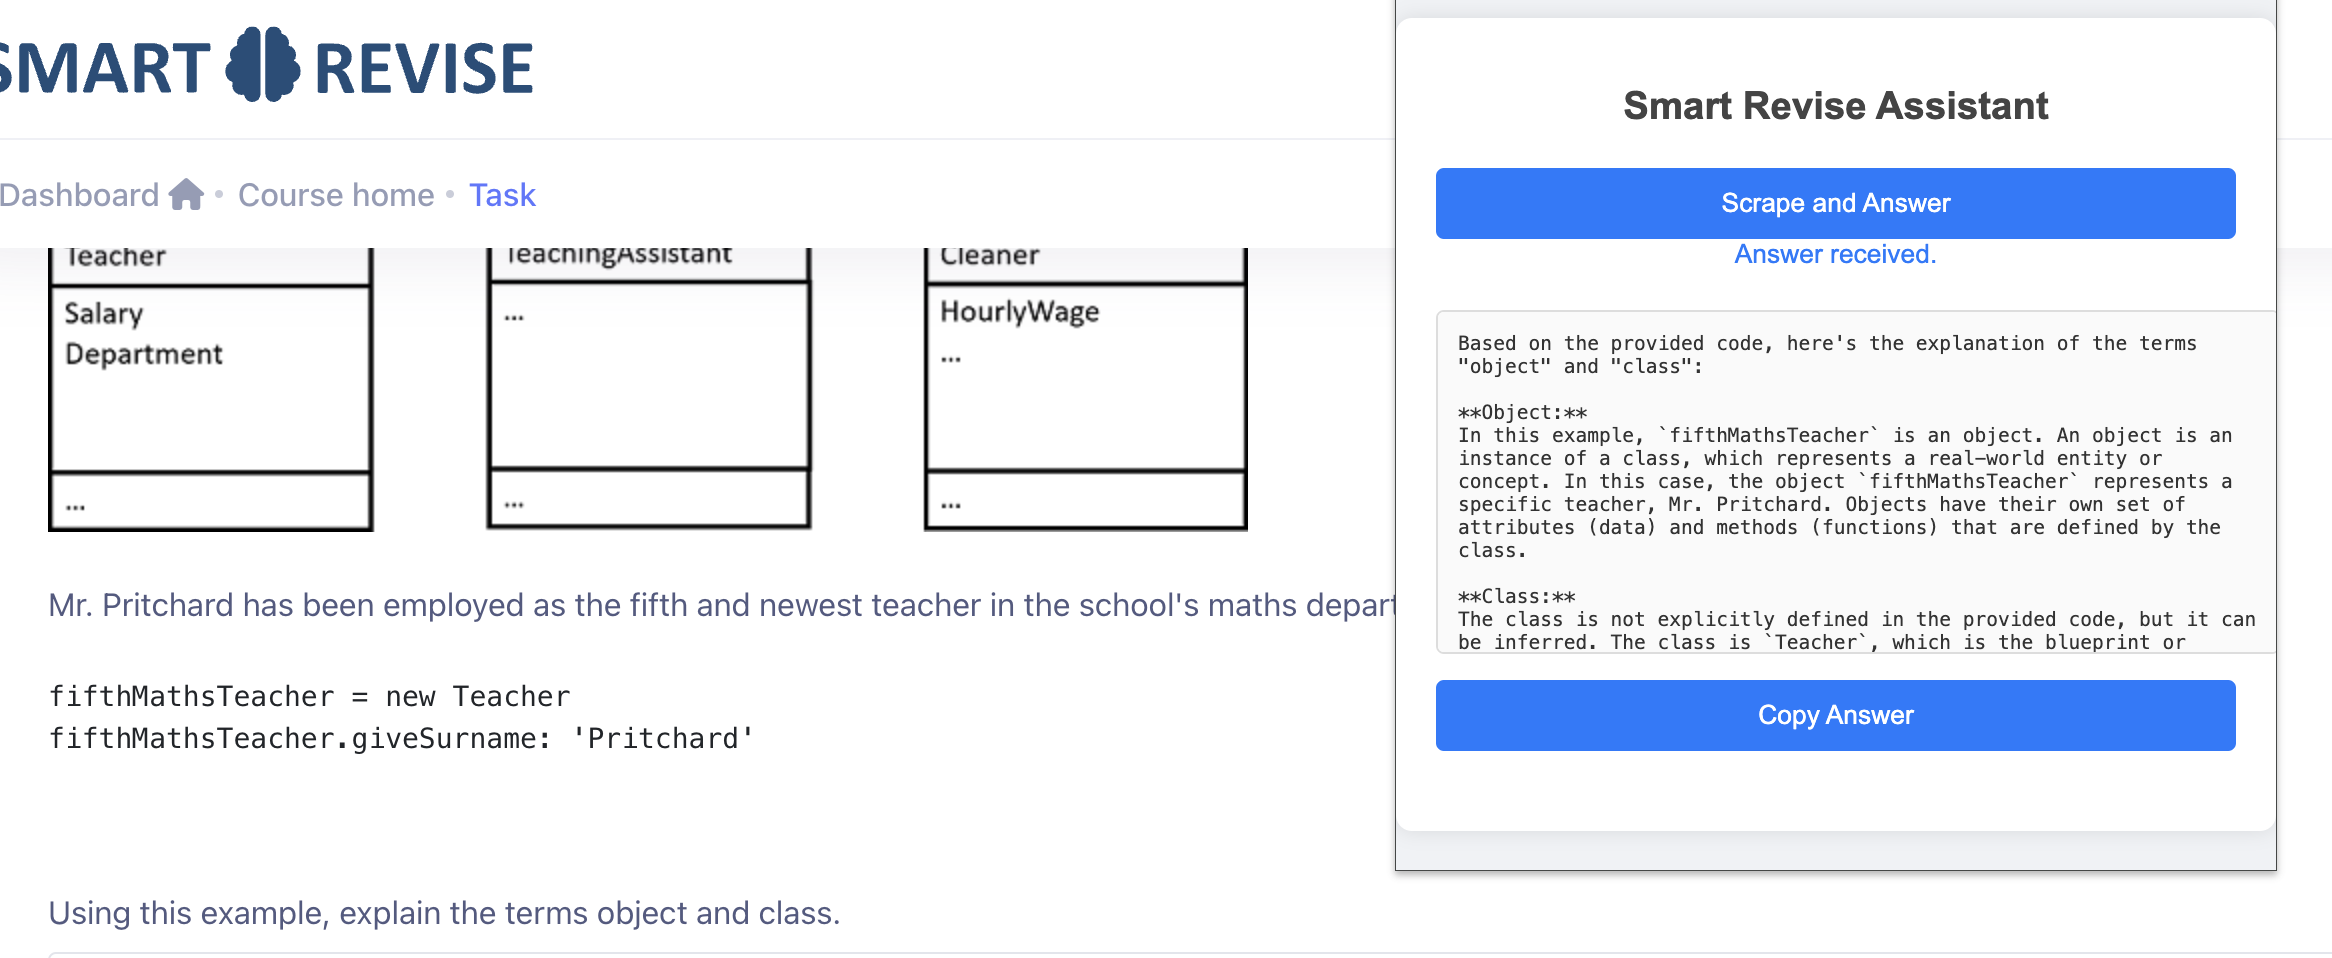 SMART REVISE
Dashboard • Course home • Task
Teacher
Salary
Department
...
TeachingAssistant
...
...
Cleaner
HourlyWage
...
...
Mr. Pritchard has been employed as the fifth and newest teacher in the school's maths depart
fifthMathsTeacher = new Teacher
fifthMathsTeacher.giveSurname: 'Pritchard'
Using this example, explain the terms object and class.
Smart Revise Assistant
Scrape and Answer
Answer received.
Based on the provided code, here's the explanation of the terms
"object" and "class":
**Object:**
In this example, `fifthMathsTeacher` is an object. An object is an
instance of a class, which represents a real-world entity or
concept. In this case, the object `fifthMathsTeacher` represents a
specific teacher, Mr. Pritchard. Objects have their own set of
attributes (data) and methods (functions) that are defined by the
class.
**Class:**
The class is not explicitly defined in the provided code, but it can
be inferred. The class is `Teacher`, which is the blueprint or
Copy Answer